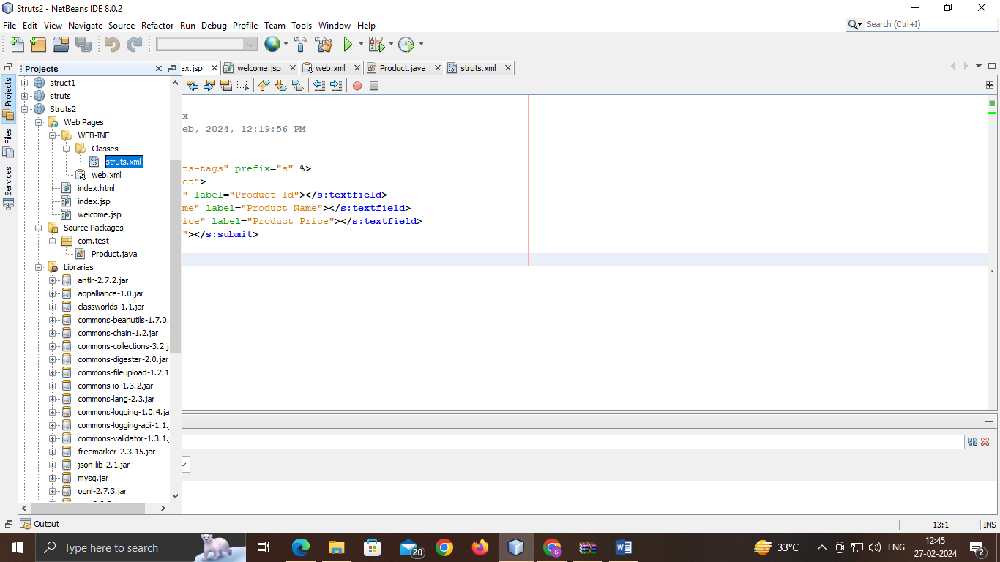 Struts2 - NetBeans IDE 8.0.2
File Edit View Navigate Source Refactor Run Debug Profile Team Tools Window Help
Search (Ctrl+I)
Projects
ex.jsp welcome.jsp web.xml Product.java struts.xml
Projects
Files
Services
struct1
struts
Struts2
Web Pages
WEB-INF
Classes
struts.xml
web.xml
index.html
index.jsp
welcome.jsp
Source Packages
com.test
Product.java
Libraries
antlr-2.7.2.jar
aopalliance-1.0.jar
classworlds-1.1.jar
commons-beanutils-1.7.0.
commons-chain-1.2.jar
commons-collections-3.2.j
commons-digester-2.0.jar
commons-fileupload-1.2.1
commons-io-1.3.2.jar
commons-lang-2.3.jar
commons-logging-1.0.4.ja
commons-logging-api-1.1.
commons-validator-1.3.1.
freemarker-2.3.15.jar
json-lib-2.1.jar
mysq.jar
ognl-2.7.3.jar
x
eb, 2024, 12:19:56 PM
ts-tags" prefix="s" %>
ct">
" label="Product Id"></s:textfield>
me" label="Product Name"></s:textfield>
ice" label="Product Price"></s:textfield>
"></s:submit>
Output
13:1 INS
Type here to search
20
S
33°C
ENG
12:45
27-02-2024
2